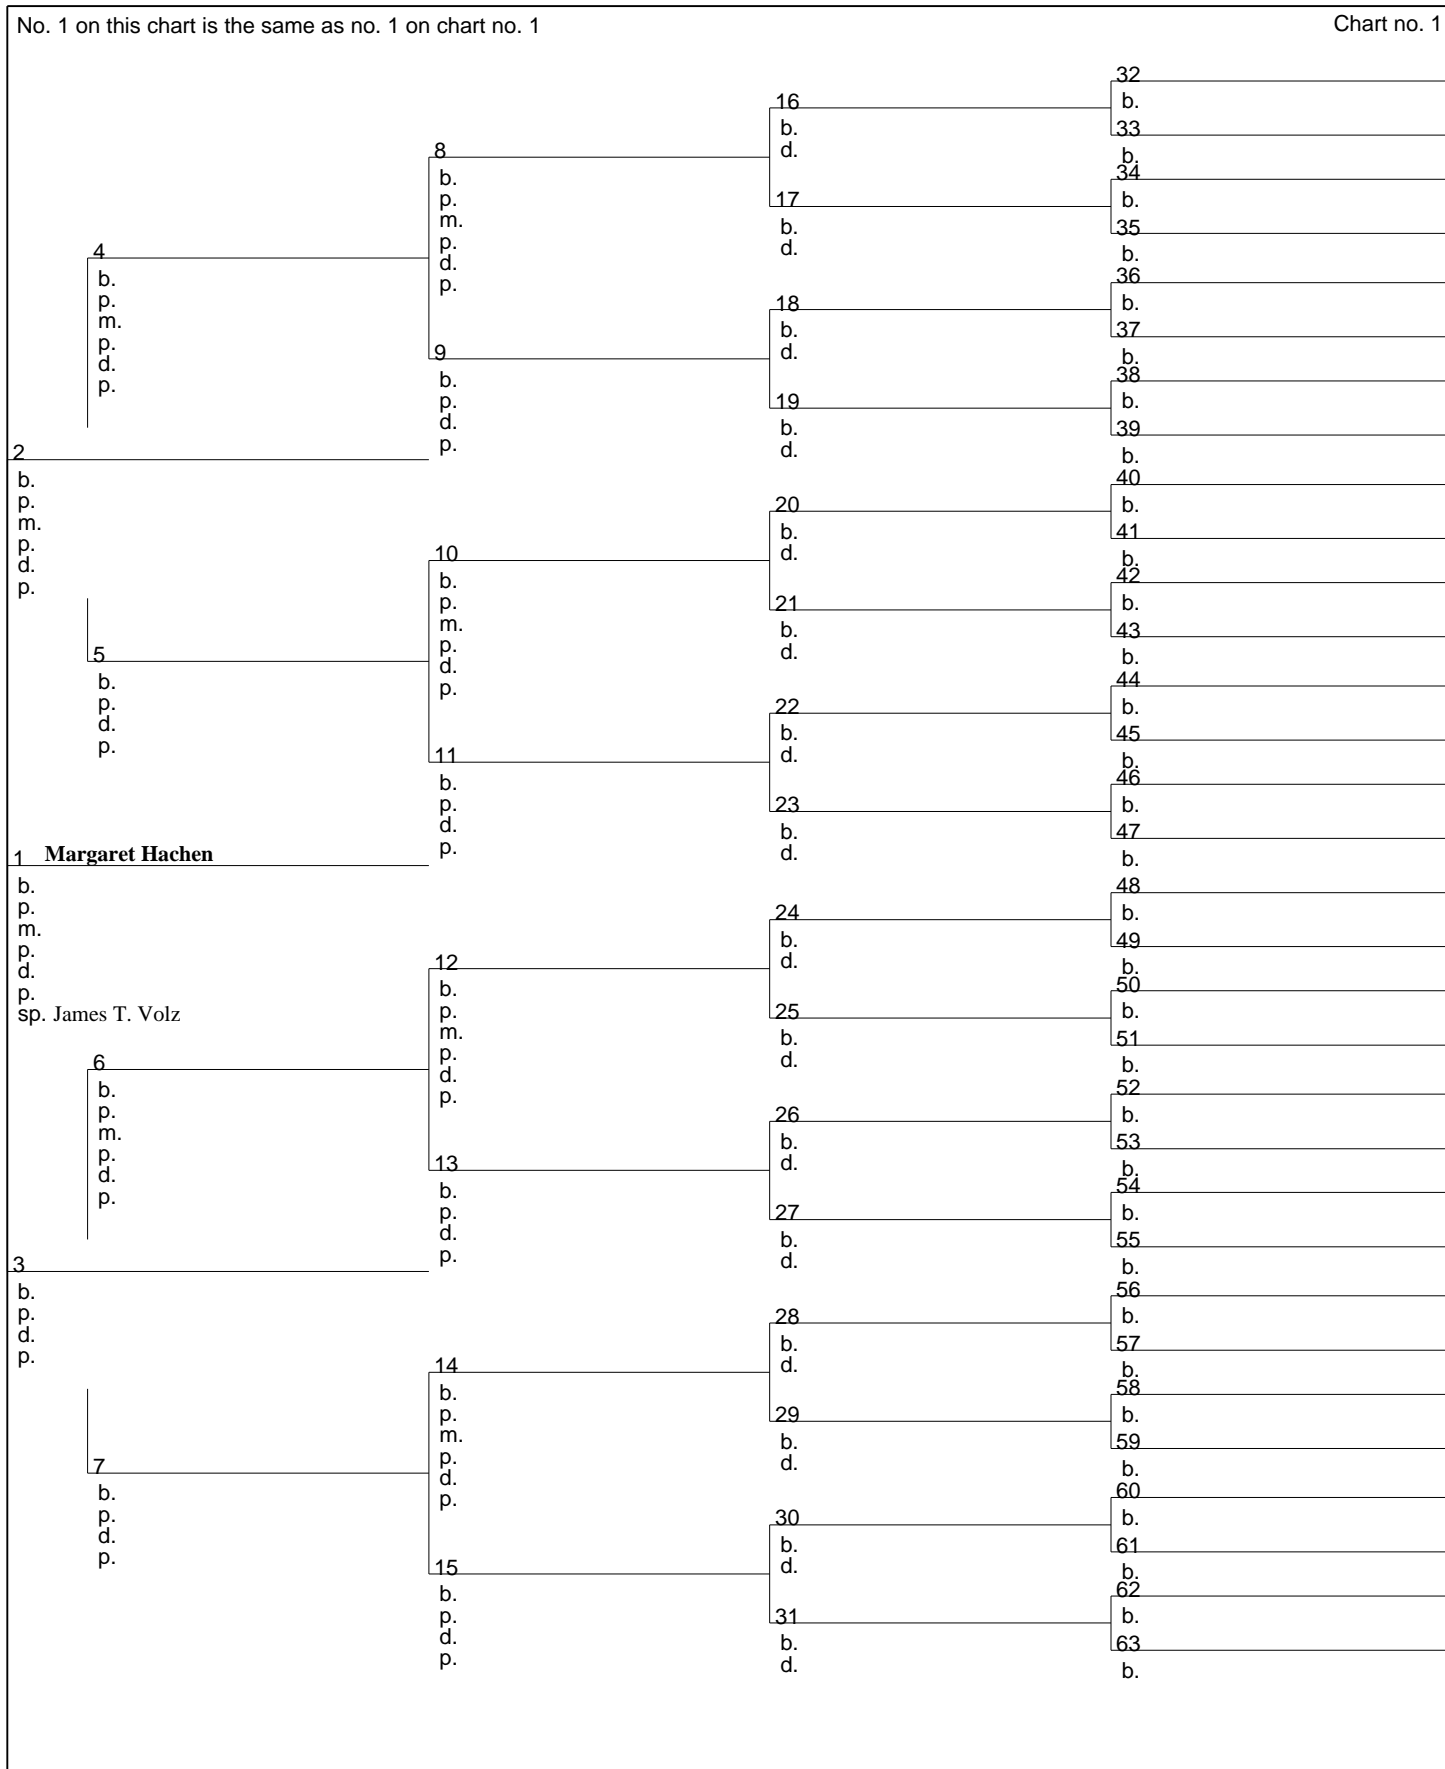 No. 1 on this chart is the same as no. 1 on chart no. 1
Chart no. 1
2
b.
p.
m.
p.
d.
p.
1 Margaret Hachen
b.
p.
m.
p.
d.
p.
sp. James T. Volz
3
b.
p.
d.
p.
4
b.
p.
m.
p.
d.
p.
5
b.
p.
d.
p.
6
b.
p.
m.
p.
d.
p.
7
b.
p.
d.
p.
8
b.
p.
m.
p.
d.
p.
9
b.
p.
d.
p.
10
b.
p.
m.
p.
d.
p.
11
b.
p.
d.
p.
12
b.
p.
m.
p.
d.
p.
13
b.
p.
d.
p.
14
b.
p.
m.
p.
d.
p.
15
b.
p.
d.
p.
16
b.
d.
17
b.
d.
18
b.
d.
19
b.
d.
20
b.
d.
21
b.
d.
22
b.
d.
23
b.
d.
24
b.
d.
25
b.
d.
26
b.
d.
27
b.
d.
28
b.
d.
29
b.
d.
30
b.
d.
31
b.
d.
32
b.
33
b.
34
b.
35
b.
36
b.
37
b.
38
b.
39
b.
40
b.
41
b.
42
b.
43
b.
44
b.
45
b.
46
b.
47
b.
48
b.
49
b.
50
b.
51
b.
52
b.
53
b.
54
b.
55
b.
56
b.
57
b.
58
b.
59
b.
60
b.
61
b.
62
b.
63
b.